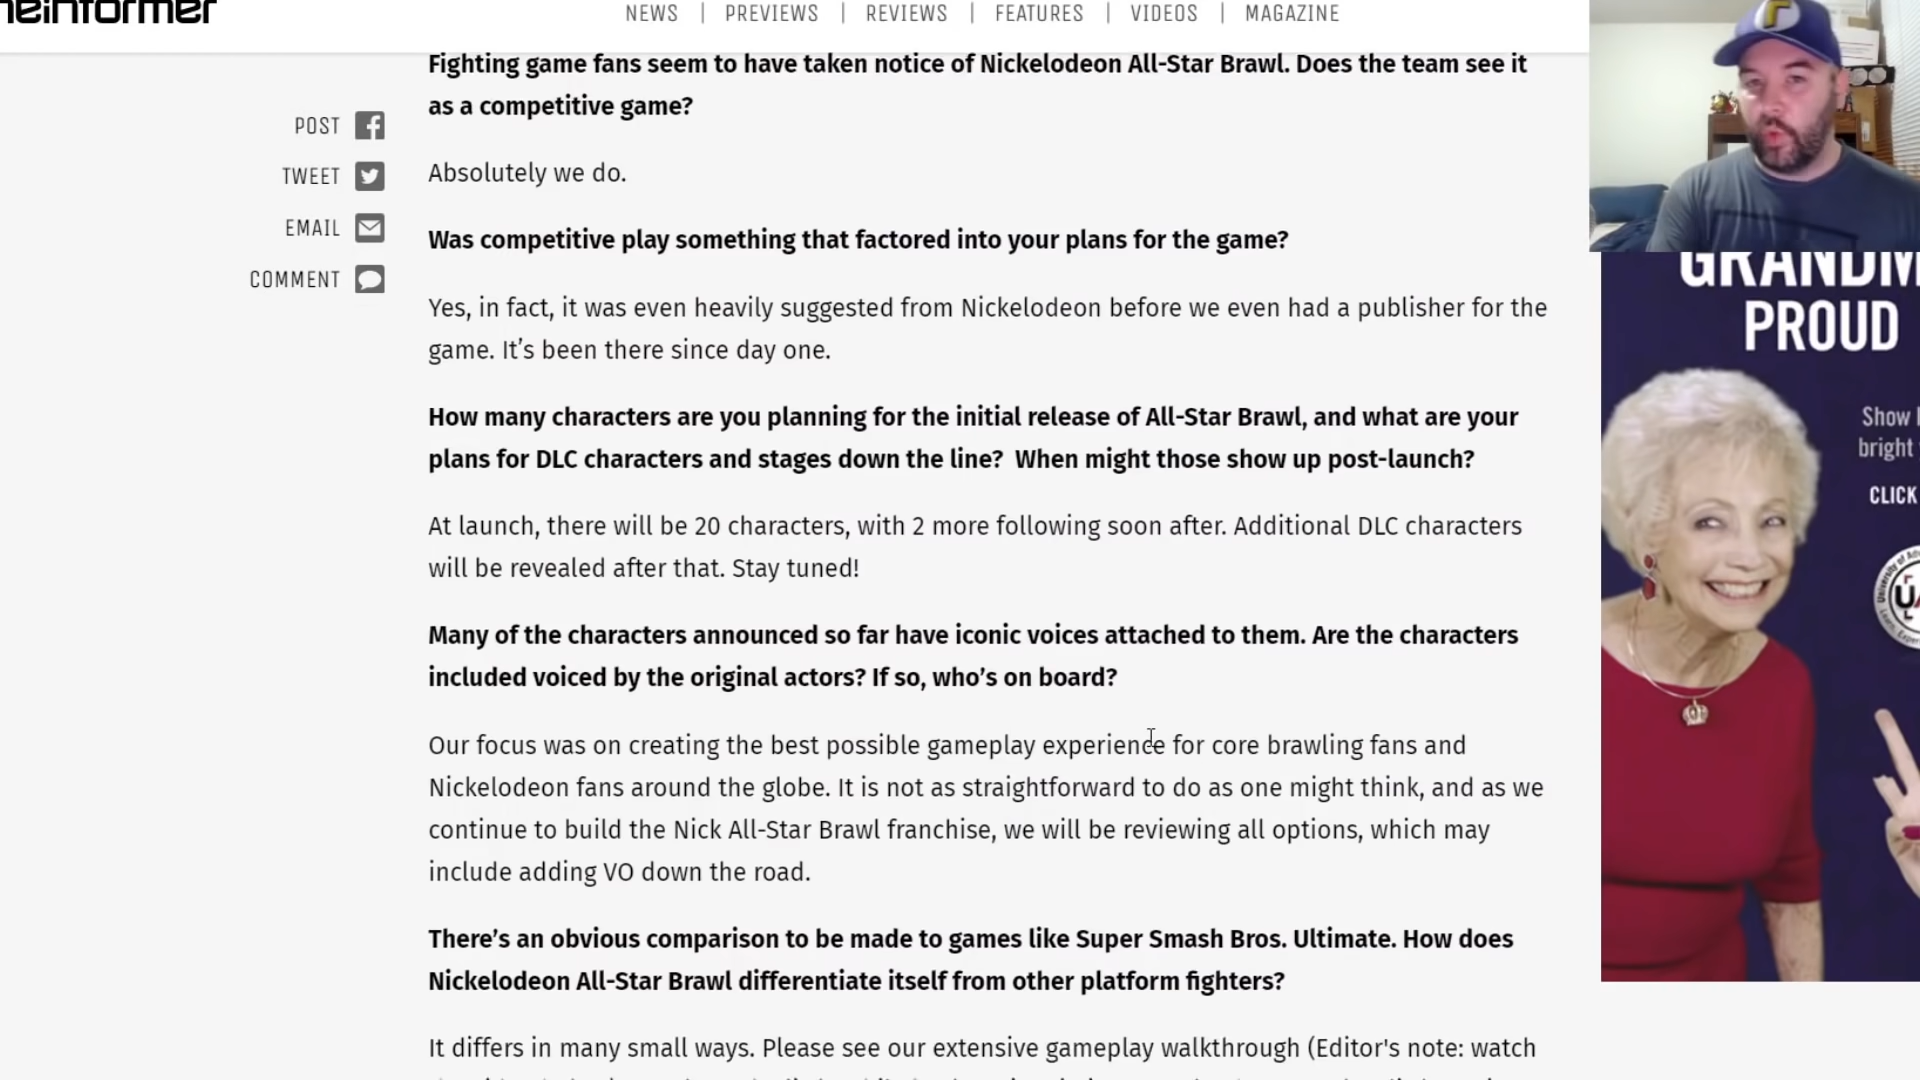 neinformer
NEWS | PREVIEWS | REVIEWS | FEATURES | VIDEOS | MAGAZINE
Fighting game fans seem to have taken notice of Nickelodeon All-Star Brawl. Does the team see it
as a competitive game?
POST
TWEET
EMAIL
COMMENT
Absolutely we do.
Was competitive play something that factored into your plans for the game?
Yes, in fact, it was even heavily suggested from Nickelodeon before we even had a publisher for the
game. It’s been there since day one.
How many characters are you planning for the initial release of All-Star Brawl, and what are your
plans for DLC characters and stages down the line? When might those show up post-launch?
At launch, there will be 20 characters, with 2 more following soon after. Additional DLC characters
will be revealed after that. Stay tuned!
Many of the characters announced so far have iconic voices attached to them. Are the characters
included voiced by the original actors? If so, who’s on board?
Our focus was on creating the best possible gameplay experience for core brawling fans and
Nickelodeon fans around the globe. It is not as straightforward to do as one might think, and as we
continue to build the Nick All-Star Brawl franchise, we will be reviewing all options, which may
include adding VO down the road.
There’s an obvious comparison to be made to games like Super Smash Bros. Ultimate. How does
Nickelodeon All-Star Brawl differentiate itself from other platform fighters?
It differs in many small ways. Please see our extensive gameplay walkthrough (Editor's note: watch
GRANDM
PROUD
Show
bright
CLICK